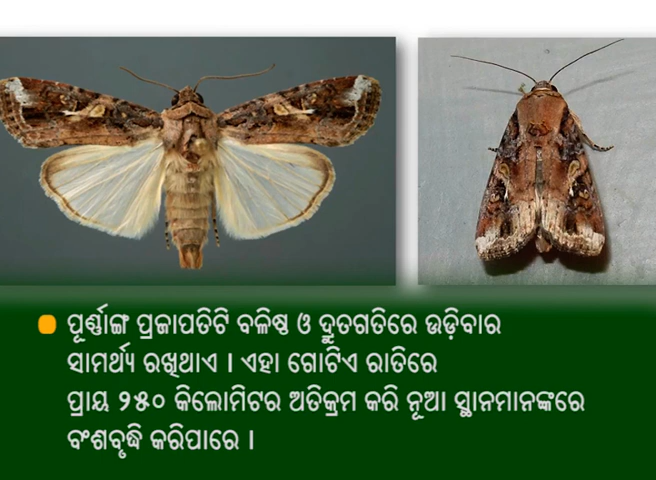 ପୂର୍ଣ୍ଣାଙ୍ଗ ପ୍ରଜାପତିଟି ବଳିଷ୍ଠ ଓ ଦ୍ରୁତଗତିରେ ଉଡ଼ିବାର
ସାମର୍ଥ୍ୟ ରଖିଥାଏ । ଏହା ଗୋଟିଏ ରାତିରେ
ପ୍ରାୟ ୨୫୦ କିଲୋମିଟର ଅତିକ୍ରମ କରି ନୂଆ ସ୍ଥାନମାନଙ୍କରେ
ବଂଶବୃଦ୍ଧି କରିପାରେ ।